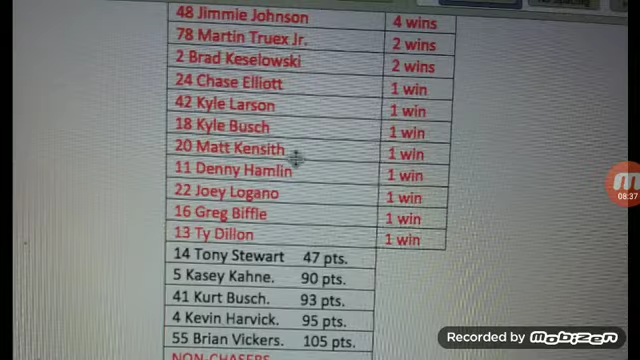 48 Jimmie Johnson 4 wins
78 Martin Truex Jr. 2 wins
2 Brad Keselowski 2 wins
24 Chase Elliott 1 win
42 Kyle Larson 1 win
18 Kyle Busch 1 win
20 Matt Kensith 1 win
11 Denny Hamlin 1 win
22 Joey Logano 1 win
16 Greg Biffle 1 win
13 Ty Dillon 1 win
14 Tony Stewart 47 pts.
5 Kasey Kahne. 90 pts.
41 Kurt Busch. 93 pts.
4 Kevin Harvick. 95 pts.
55 Brian Vickers. 105 pts.
NON-CHASERS
08:37
Recorded by mobizen